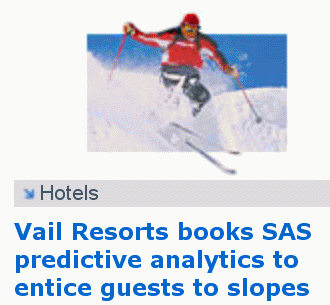 Hotels
Vail Resorts books SAS
predictive analytics to
entice guests to slopes